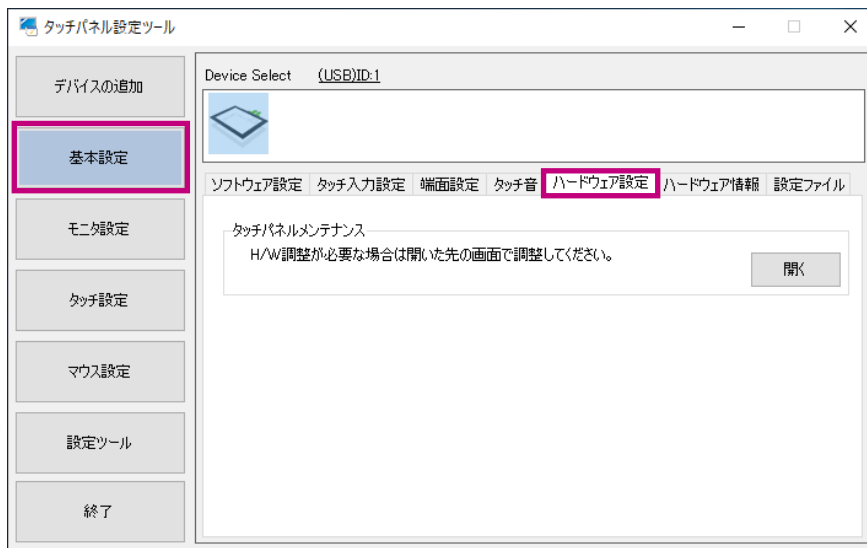 タッチパネル設定ツール
デバイスの追加
基本設定
モニタ設定
タッチ設定
マウス設定
設定ツール
終了
Device Select (USB)ID:1
ソフトウェア設定 タッチ入力設定 端面設定 タッチ音 ハードウェア設定 ハードウェア情報 設定ファイル
タッチパネルメンテナンス
H/W調整が必要な場合は開いた先の画面で調整してください。
開く